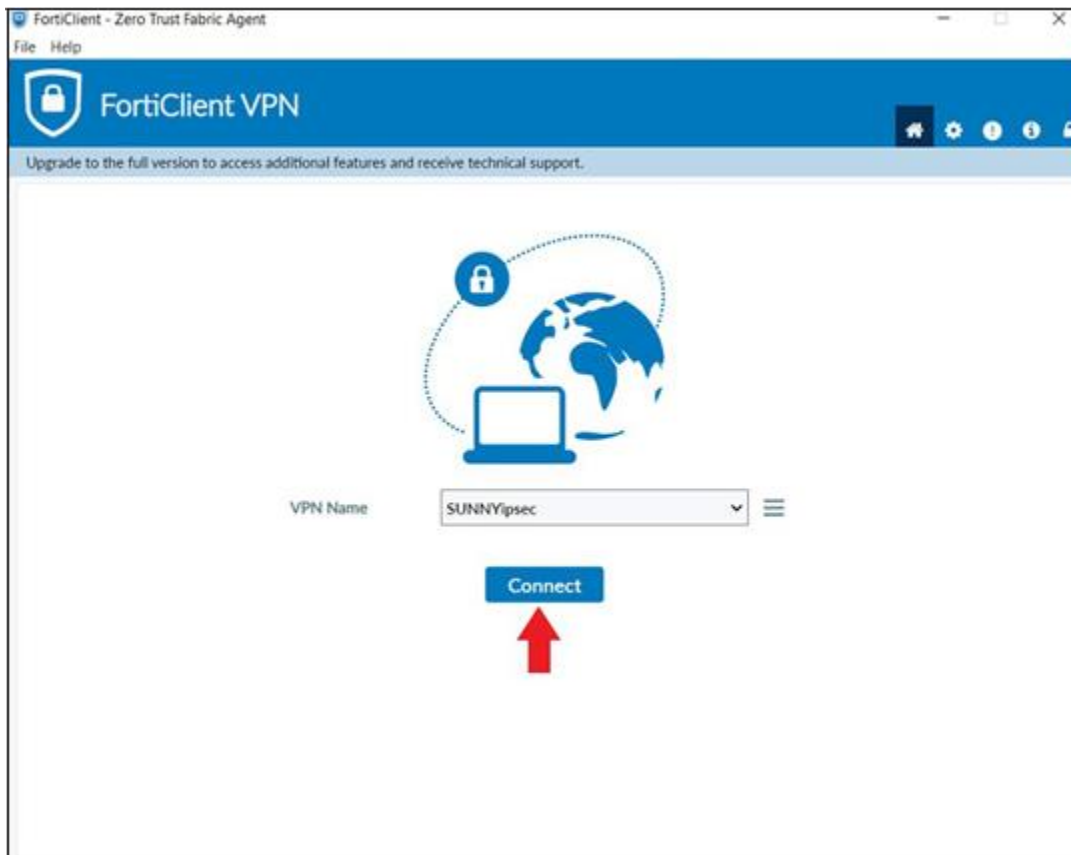 FortiClient - Zero Trust Fabric Agent
File Help
FortiClient VPN
Upgrade to the full version to access additional features and receive technical support.
VPN Name
SUNNYipsec
Connect